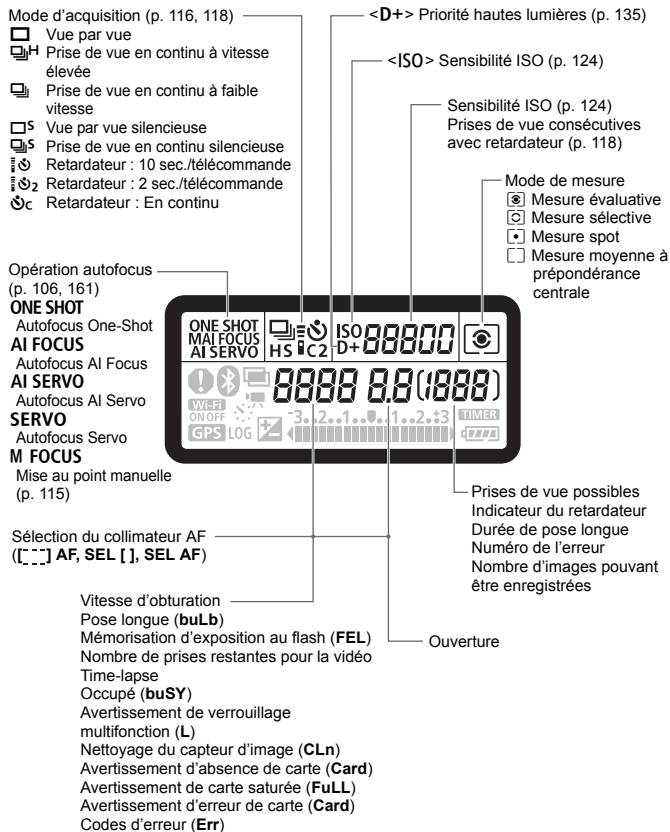 Mode d'acquisition (p. 116, 118)
Vue par vue
H Prise de vue en continu à vitesse
élevée
Prise de vue en continu à faible
vitesse
S Vue par vue silencieuse
S Prise de vue en continu silencieuse
Retardateur : 10 sec./télécommande
2 Retardateur : 2 sec./télécommande
C Retardateur : En continu
<D+> Priorité hautes lumières (p. 135)
<ISO> Sensibilité ISO (p. 124)
Sensibilité ISO (p. 124)
Prises de vue consécutives
avec retardateur (p. 118)
Mode de mesure
Mesure évaluative
Mesure sélective
Mesure spot
Mesure moyenne à
prépondérance
centrale
Opération autofocus
(p. 106, 161)
ONE SHOT
Autofocus One-Shot
AI FOCUS
Autofocus AI Focus
AI SERVO
Autofocus AI Servo
SERVO
Autofocus Servo
M FOCUS
Mise au point manuelle
(p. 115)
ONE SHOT
MAI FOCUS
AI SERVO
H S C 2
ISO
D+
88800
8888 8.8 (1888)
Wi-Fi
ON OFF
GPS LOG
-3..2..1..0..1..2.+3
TIMER
Sélection du collimateur AF
([ ] AF, SEL [ ], SEL AF)
Prises de vue possibles
Indicateur du retardateur
Durée de pose longue
Numéro de l'erreur
Nombre d'images pouvant
être enregistrées
Vitesse d'obturation
Pose longue (buLb)
Mémorisation d'exposition au flash (FEL)
Nombre de prises restantes pour la vidéo
Time-lapse
Occupé (buSY)
Avertissement de verrouillage
multifonction (L)
Nettoyage du capteur d'image (CLn)
Avertissement d'absence de carte (Card)
Avertissement de carte saturée (FuLL)
Avertissement d'erreur de carte (Card)
Codes d'erreur (Err)
Ouverture